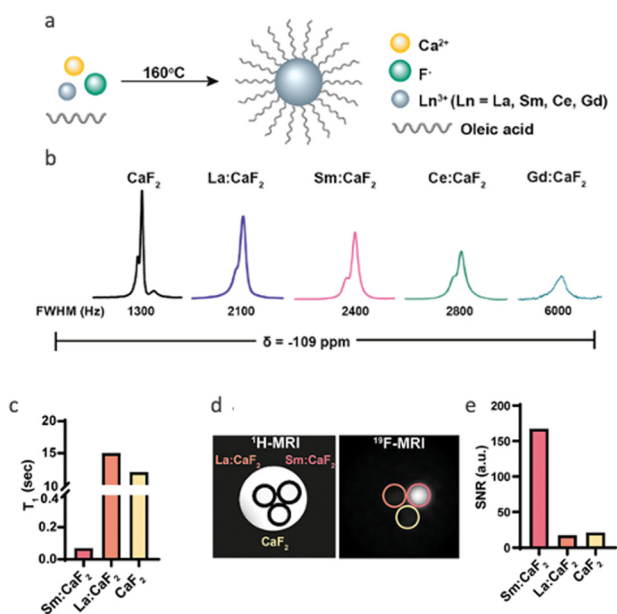 a
160°C
Ca²⁺
F⁻
Ln³⁺ (Ln = La, Sm, Ce, Gd)
Oleic acid
b
CaF₂ La:CaF₂ Sm:CaF₂ Ce:CaF₂ Gd:CaF₂
FWHM (Hz) 1300 2100 2400 2800 6000
δ = -109 ppm
c
T₁ (sec)
20
15
10
0.4
0.2
0.0
Sm:CaF₂ La:CaF₂ CaF₂
d
¹H-MRI ¹⁹F-MRI
La:CaF₂ Sm:CaF₂
CaF₂
e
SNR (a.u.)
200
150
100
50
0
Sm:CaF₂ La:CaF₂ CaF₂